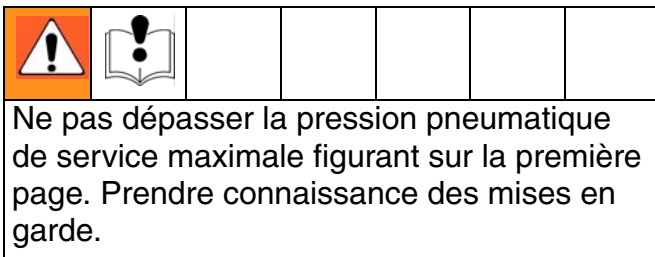 Ne pas dépasser la pression pneumatique
de service maximale figurant sur la première
page. Prendre connaissance des mises en
garde.